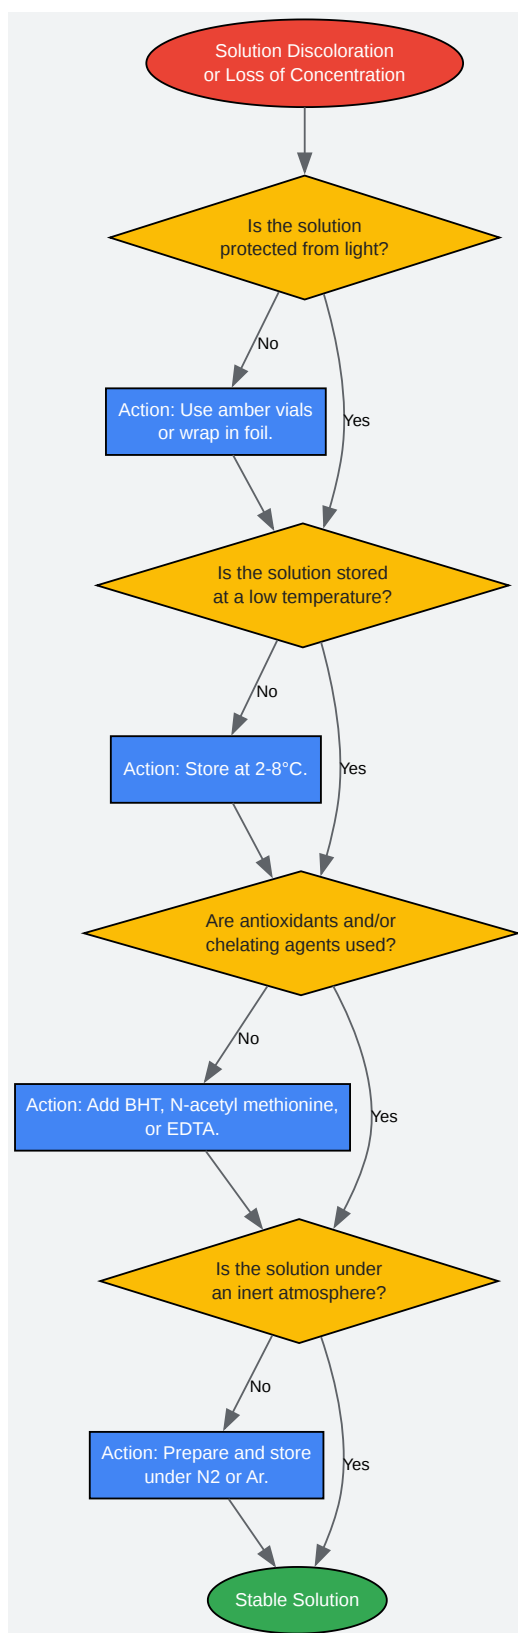 Solution Discoloration
or Loss of Concentration
Is the solution
protected from light?
No
Yes
Action: Use amber vials
or wrap in foil.
Is the solution stored
at a low temperature?
No
Yes
Action: Store at 2-8°C.
Are antioxidants and/or
chelating agents used?
No
Yes
Action: Add BHT, N-acetyl methionine,
or EDTA.
Is the solution under
an inert atmosphere?
No
Yes
Action: Prepare and store
under N2 or Ar.
Stable Solution